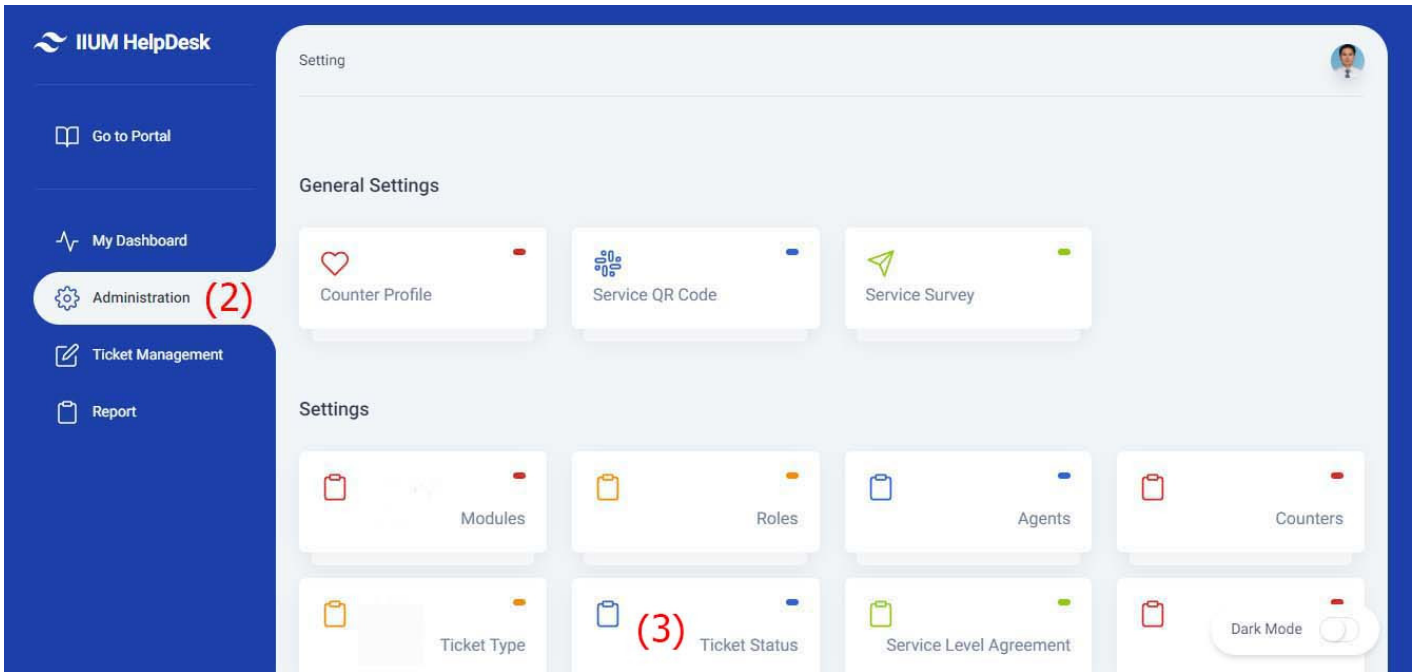 IIUM HelpDesk
Setting
Go to Portal
General Settings
My Dashboard
Administration (2)
Ticket Management
Report
Counter Profile
Service QR Code
Service Survey
Settings
Modules
Roles
Agents
Counters
Ticket Type
(3) Ticket Status
Service Level Agreement
Dark Mode